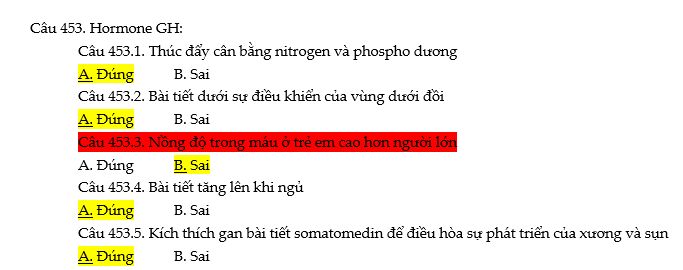 Câu 453. Hormone GH:
Câu 453.1. Thúc đẩy cân bằng nitrogen và phospho dương
A. Đúng B. Sai
Câu 453.2. Bài tiết dưới sự điều khiển của vùng dưới đồi
A. Đúng B. Sai
Câu 453.3. Nồng độ trong máu ở trẻ em cao hơn người lớn
A. Đúng B. Sai
Câu 453.4. Bài tiết tăng lên khi ngủ
A. Đúng B. Sai
Câu 453.5. Kích thích gan bài tiết somatomedin để điều hòa sự phát triển của xương và sụn
A. Đúng B. Sai